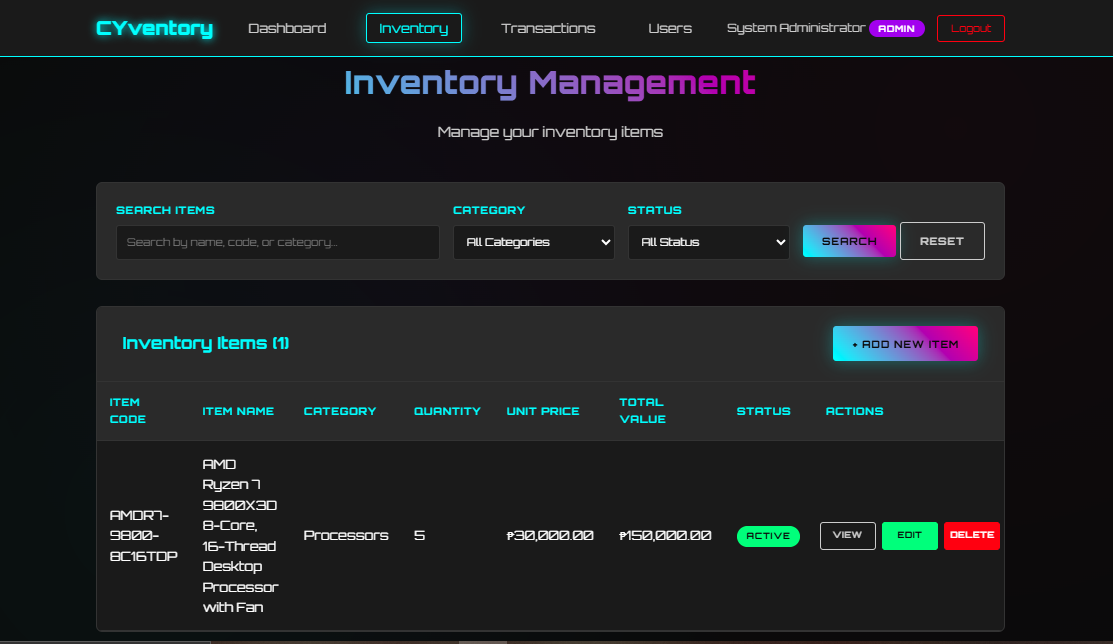 CYventory Dashboard Inventory Transactions Users System Administrator ADMIN Logout
Inventory Management
Manage your inventory items
SEARCH ITEMS CATEGORY STATUS
Search by name, code, or category... All Categories All Status SEARCH RESET
Inventory Items (1) + ADD NEW ITEM
ITEM CODE ITEM NAME CATEGORY QUANTITY UNIT PRICE TOTAL VALUE STATUS ACTIONS
AMDR7-
9800-
8C16TDP
AMD
Ryzen 7
9800X3D
8-Core,
16-Thread
Desktop
Processor
with Fan
Processors 5 ₱30,000.00 ₱150,000.00 ACTIVE VIEW EDIT DELETE